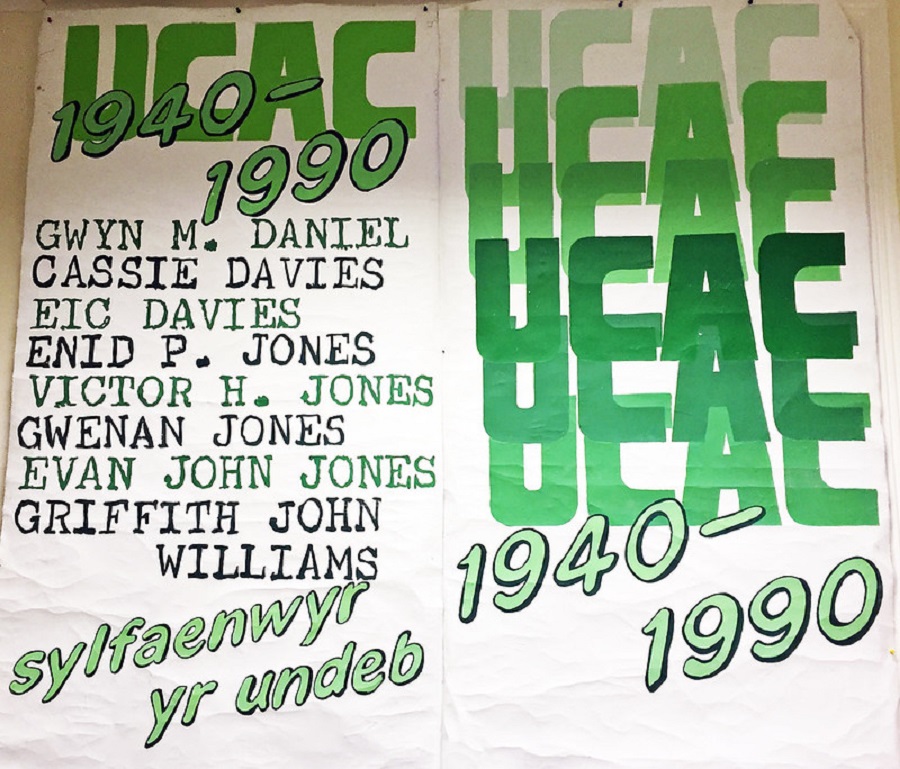 UCAC
1940-
1990
GWYN M. DANIEL
CASSIE DAVIES
EIC DAVIES
ENID P. JONES
VICTOR H. JONES
GWENAN JONES
EVAN JOHN JONES
GRIFFITH JOHN
WILLIAMS
sylfaenwyr
yr undeb
UCAC
UCAC
UCAC
UCAC
UCAC
UCAC
1940-
1990